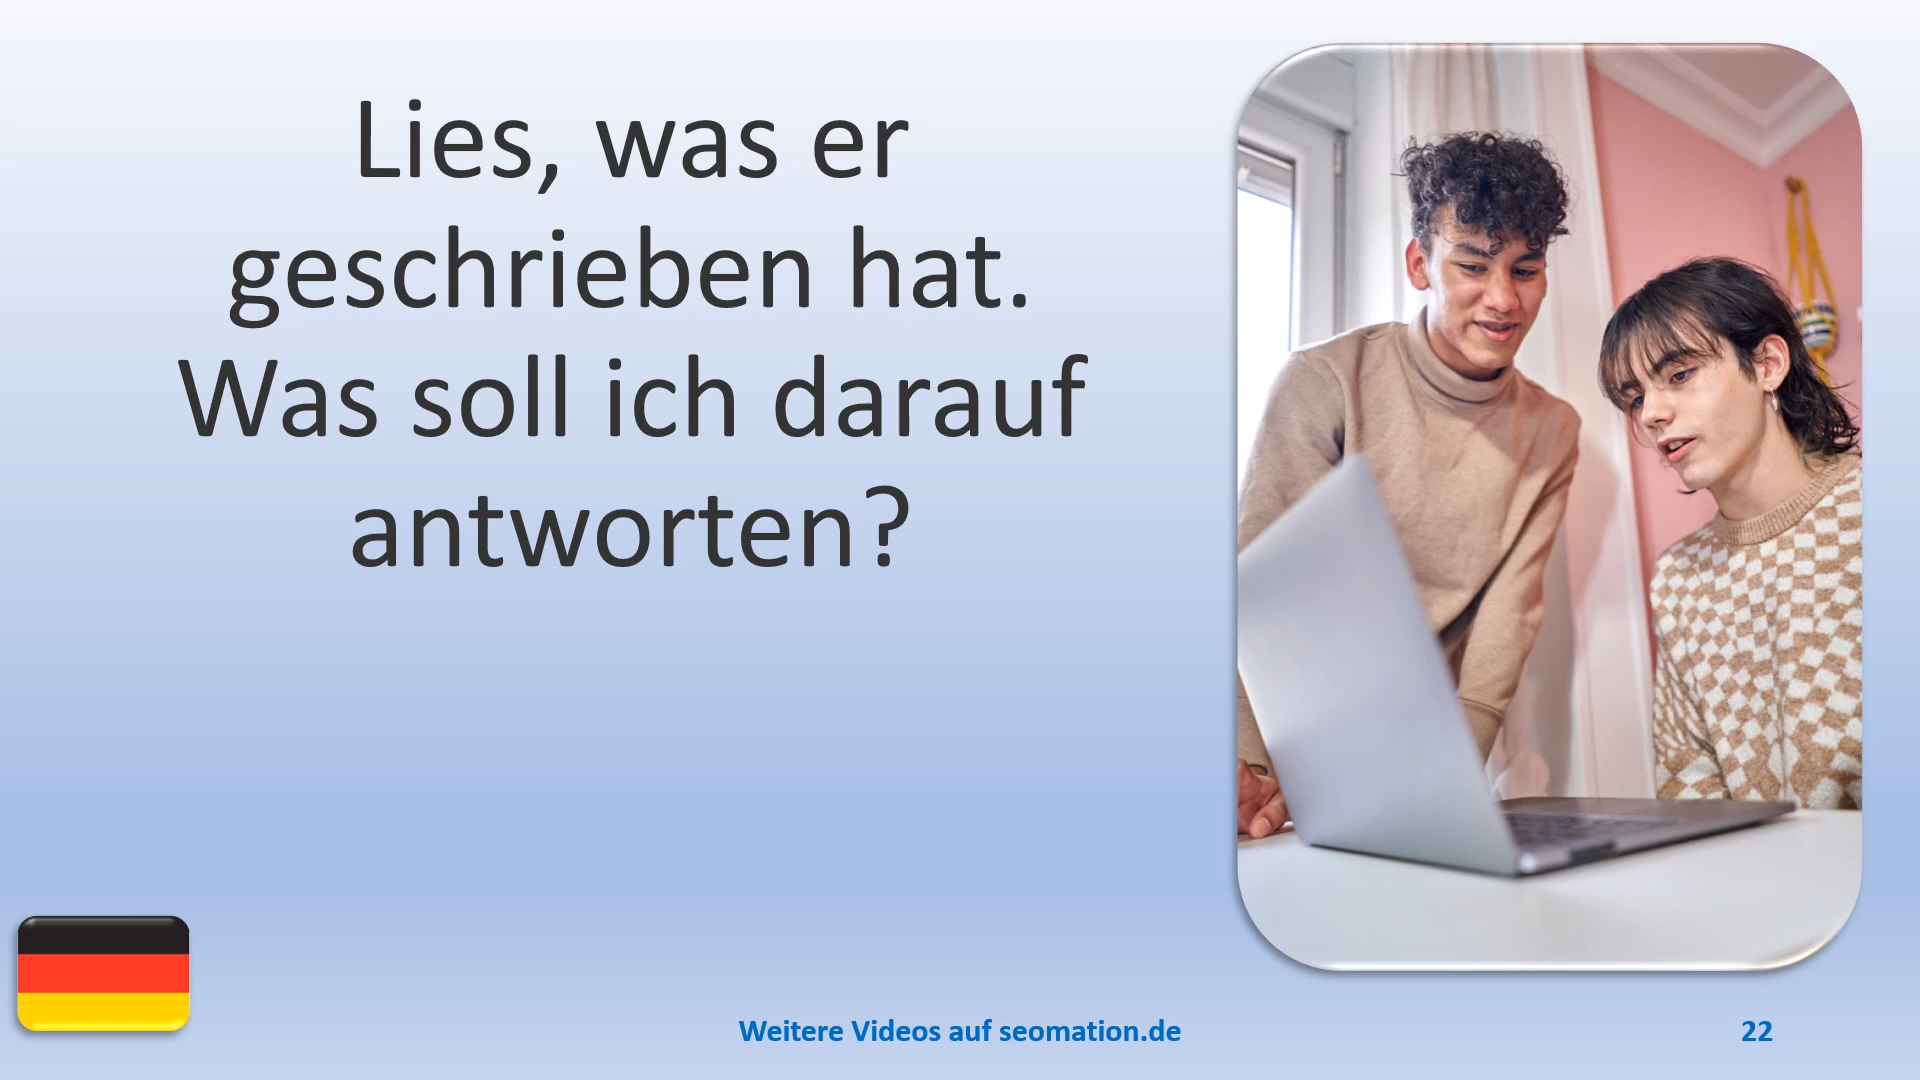 Lies, was er
geschrieben hat.
Was soll ich darauf
antworten?
Weitere Videos auf seomation.de
22